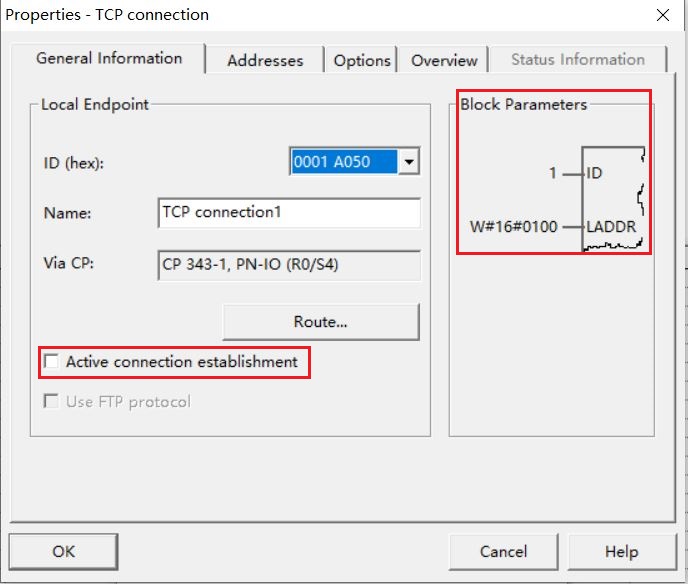 Properties - TCP connection
General Information
Addresses
Options
Overview
Status Information
Local Endpoint
ID (hex):
0001 A050
Name:
TCP connection1
Via CP:
CP 343-1, PN-IO (R0/S4)
Route...
Active connection establishment
Use FTP protocol
Block Parameters
1
ID
W#16#0100
LADDR
OK
Cancel
Help